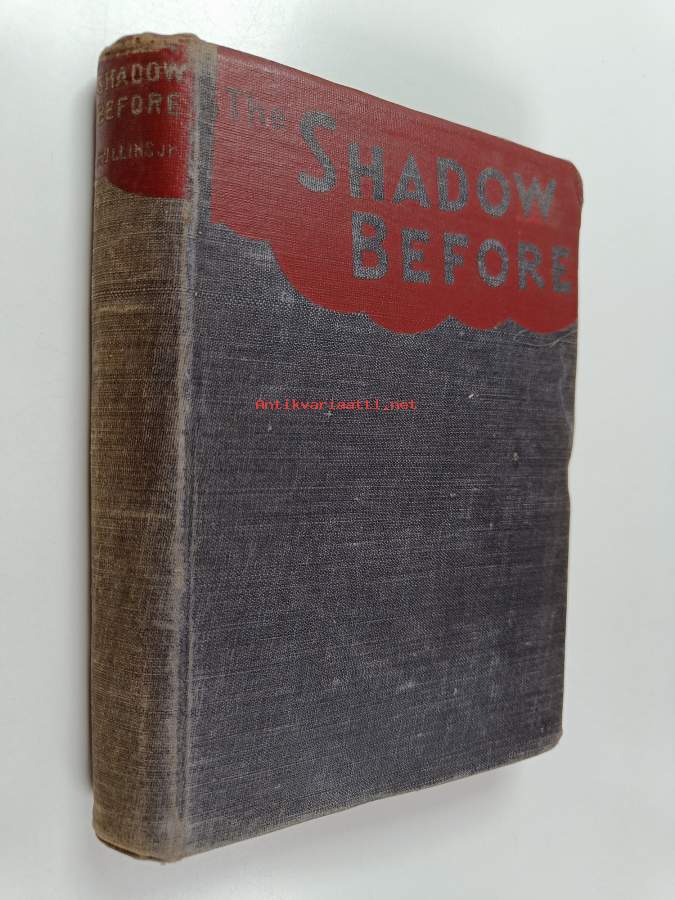 SHADOW
BEFORE
The
SHADOW
BEFORE
Antikvariaatti.net